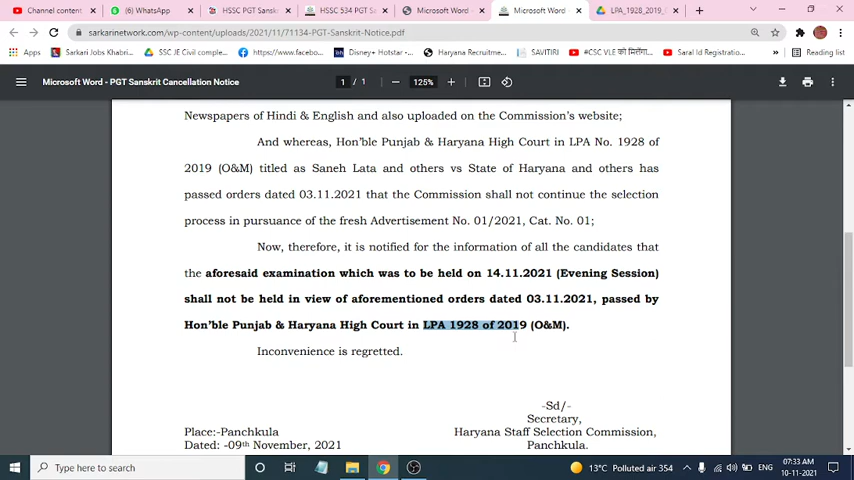 Channel content
(6) WhatsApp
HSSC PGT Sanskri
HSSC 534 PGT Sa
Microsoft Word -
Microsoft Word -
LPA_1928_2019_
sarkarinetwork.com/wp-content/uploads/2021/11/71134-PGT-Sanskrit-Notice.pdf
Apps
Sarkari Jobs Khabri...
SSC JE Civil comple...
https://www.facebo...
Disney+ Hotstar -...
Haryana Recruitme...
SAVITIRI
#CSC VLE को मिलेगा...
Saral Id Registratio...
Reading list
Microsoft Word - PGT Sanskrit Cancellation Notice
1 / 1
125%
Newspapers of Hindi & English and also uploaded on the Commission's website;
And whereas, Hon'ble Punjab & Haryana High Court in LPA No. 1928 of
2019 (O&M) titled as Saneh Lata and others vs State of Haryana and others has
passed orders dated 03.11.2021 that the Commission shall not continue the selection
process in pursuance of the fresh Advertisement No. 01/2021, Cat. No. 01;
Now, therefore, it is notified for the information of all the candidates that
the aforesaid examination which was to be held on 14.11.2021 (Evening Session)
shall not be held in view of aforementioned orders dated 03.11.2021, passed by
Hon'ble Punjab & Haryana High Court in LPA 1928 of 2019 (O&M).
Inconvenience is regretted.
-Sd/-
Secretary,
Place:-Panchkula Haryana Staff Selection Commission,
Dated: -09th November, 2021 Panchkula.
Type here to search
13°C Polluted air 354
ENG
07:33 AM
10-11-2021